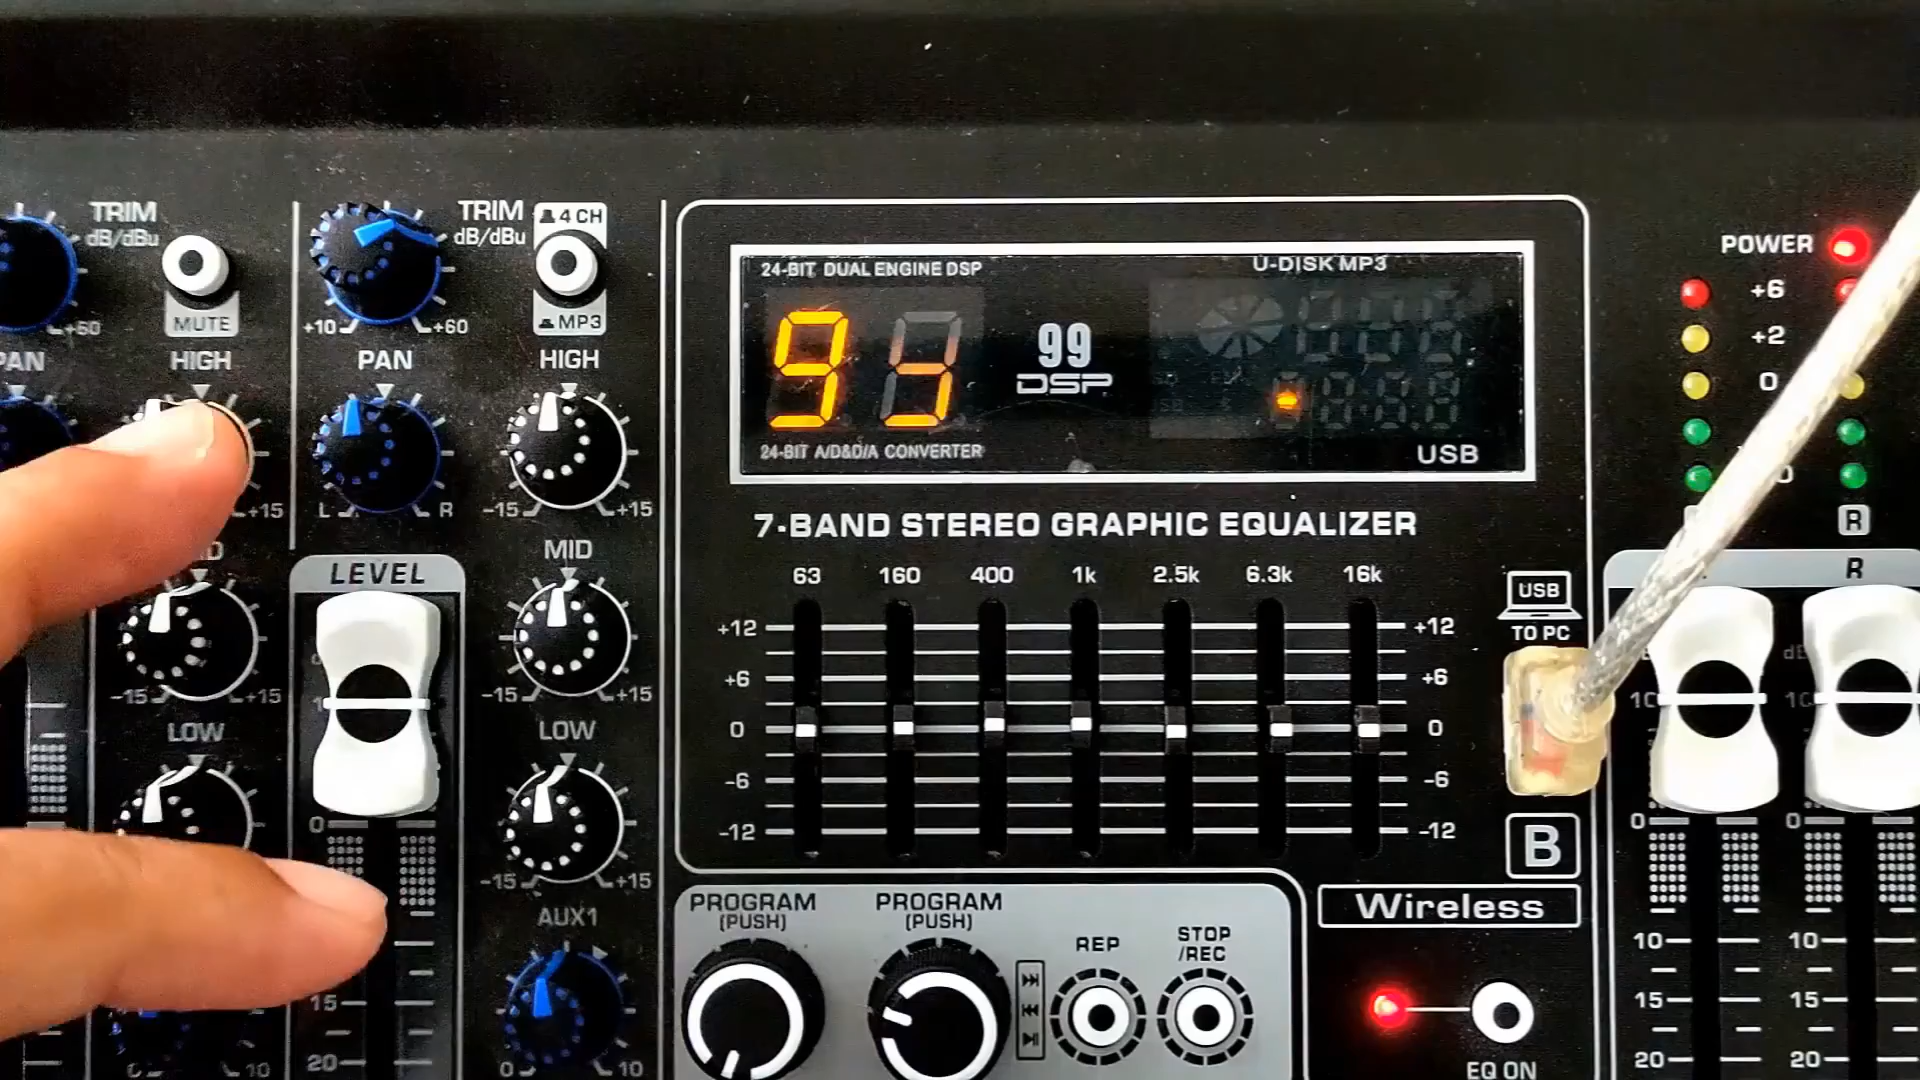 TRIM
dB/dBu
+60
MUTE
PAN
HIGH
+15
-15
+15
LOW
10
TRIM
dB/dBu
+10
+60
4 CH
MP3
PAN
L
R
HIGH
-15
+15
LEVEL
0
15
20
MID
-15
+15
LOW
-15
+15
AUX1
0
10
24-BIT DUAL ENGINE DSP
U-DISK MP3
99
DSP
24-BIT A/D&D/A CONVERTER
USB
7-BAND STEREO GRAPHIC EQUALIZER
63 160 400 1k 2.5k 6.3k 16k
+12 +12
+6 +6
0 0
-6 -6
-12 -12
USB
TO PC
B
PROGRAM
(PUSH)
PROGRAM
(PUSH)
REP
STOP
/REC
Wireless
EQ ON
POWER
+6
+2
0
R
R
10 10
0 0
10 10
15 15
20 20